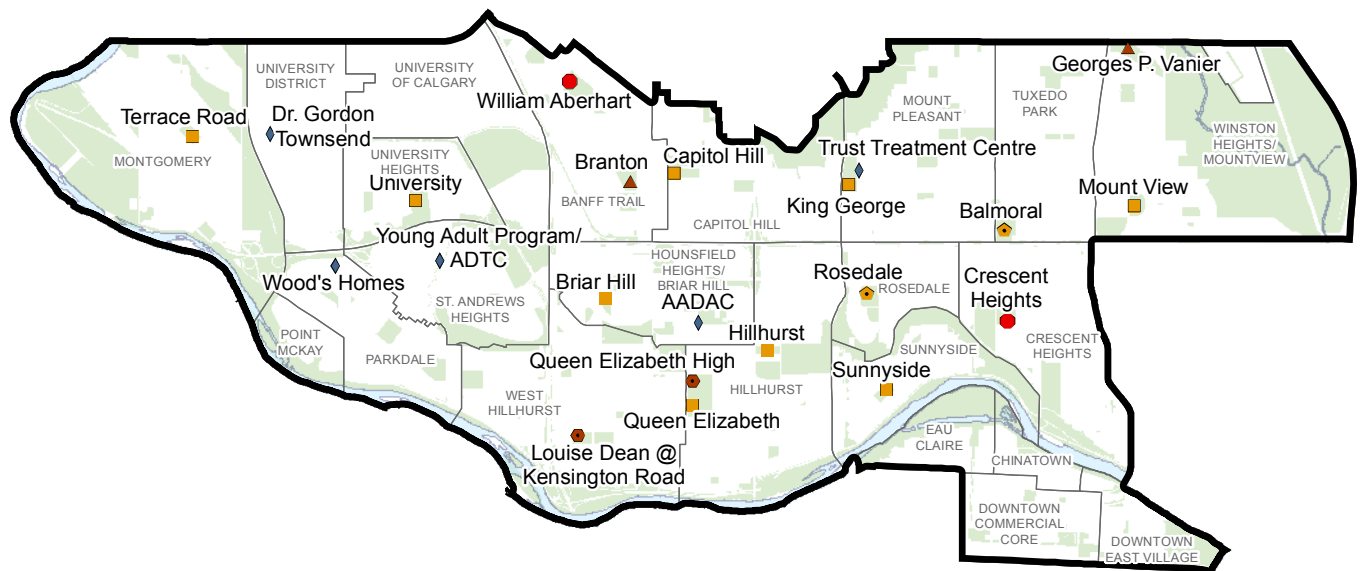 Georges P. Vanier
UNIVERSITY
DISTRICT
UNIVERSITY
OF CALGARY
William Aberhart
MOUNT
PLEASANT
TUXEDO
PARK
Terrace Road
Dr. Gordon
Townsend
WINSTON
HEIGHTS/
MOUNTVIEW
MONTGOMERY
UNIVERSITY
HEIGHTS
University
Branton
Capitol Hill
Trust Treatment Centre
BANFF TRAIL
King George
Mount View
CAPITOL HILL
Balmoral
Young Adult Program/
ADTC
Wood's Homes
HOUNSFIELD
HEIGHTS/
BRIAR HILL
Briar Hill
AADAC
Rosedale
ROSEDALE
Crescent
Heights
ST. ANDREWS
HEIGHTS
POINT
MCKAY
PARKDALE
Hillhurst
SUNNYSIDE
CRESCENT
HEIGHTS
Queen Elizabeth High
Sunnyside
WEST
HILLHURST
HILLHURST
Queen Elizabeth
Louise Dean @
Kensington Road
EAU
CLAIRE
CHINATOWN
DOWNTOWN
COMMERCIAL
CORE
DOWNTOWN
EAST VILLAGE